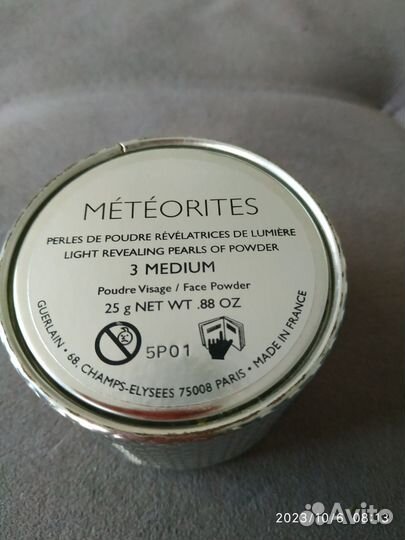 MÉTÉORITES
PERLES DE POUDRE RÉVÉLATRICES DE LUMIÈRE
LIGHT REVEALING PEARLS OF POWDER
3 MEDIUM
Poudre Visage / Face Powder
25 g NET WT .88 OZ
5P01
GUERLAIN • 68, CHAMPS-ELYSEES 75008 PARIS • MADE IN FRANCE
Avito
2023/10/6 08:13